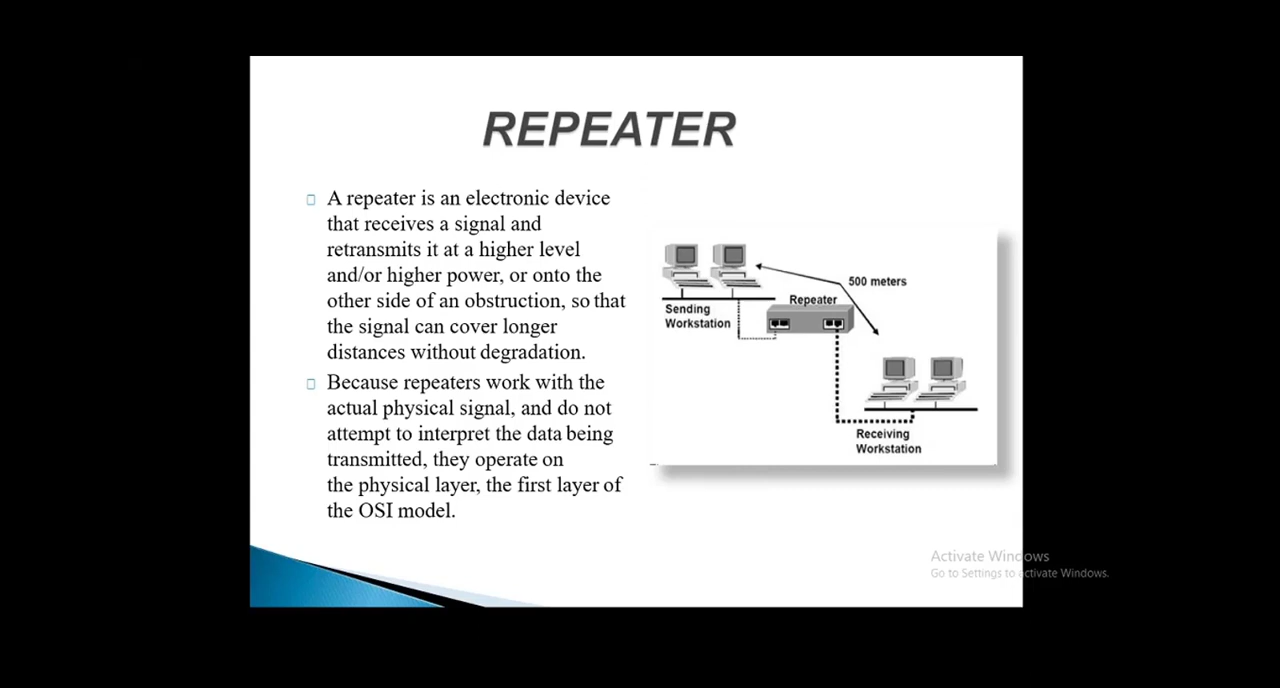 REPEATER
A repeater is an electronic device
that receives a signal and
retransmits it at a higher level
and/or higher power, or onto the
other side of an obstruction, so that
the signal can cover longer
distances without degradation.
Because repeaters work with the
actual physical signal, and do not
attempt to interpret the data being
transmitted, they operate on
the physical layer, the first layer of
the OSI model.
500 meters
Repeater
Sending
Workstation
Receiving
Workstation
Activate Windows
Go to Settings to activate Windows.